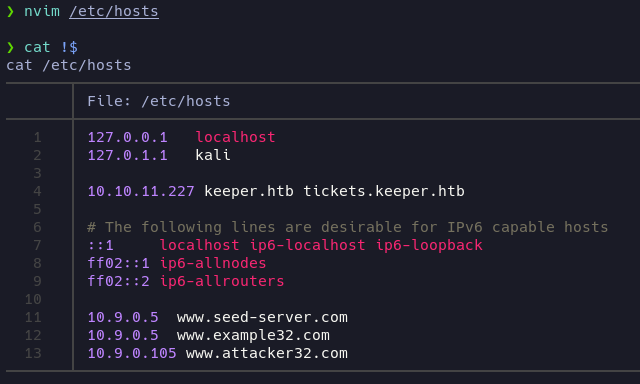 ❯ nvim /etc/hosts
❯ cat !$
cat /etc/hosts
File: /etc/hosts
1 127.0.0.1 localhost
2 127.0.1.1 kali
3
4 10.10.11.227 keeper.htb tickets.keeper.htb
5
6 # The following lines are desirable for IPv6 capable hosts
7 ::1 localhost ip6-localhost ip6-loopback
8 ff02::1 ip6-allnodes
9 ff02::2 ip6-allrouters
10
11 10.9.0.5 www.seed-server.com
12 10.9.0.5 www.example32.com
13 10.9.0.105 www.attacker32.com